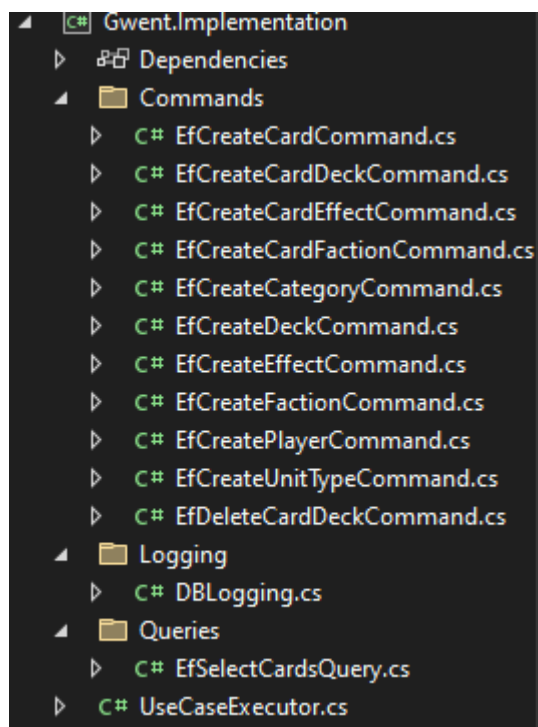 C# Gwent.Implementation
Dependencies
Commands
C# EfCreateCardCommand.cs
C# EfCreateCardDeckCommand.cs
C# EfCreateCardEffectCommand.cs
C# EfCreateCardFactionCommand.cs
C# EfCreateCategoryCommand.cs
C# EfCreateDeckCommand.cs
C# EfCreateEffectCommand.cs
C# EfCreateFactionCommand.cs
C# EfCreatePlayerCommand.cs
C# EfCreateUnitTypeCommand.cs
C# EfDeleteCardDeckCommand.cs
Logging
C# DBLogging.cs
Queries
C# EfSelectCardsQuery.cs
C# UseCaseExecutor.cs